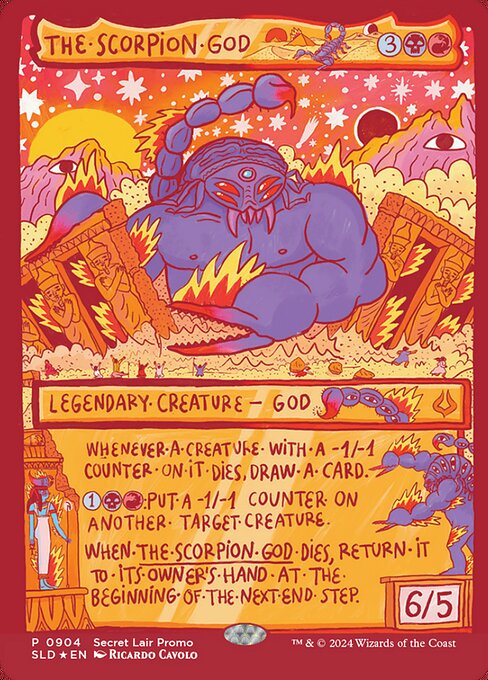 THE·SCORPION·GOD 3
LEGENDARY·CREATURE — GOD
WHENEVER·A·CREATURE·WITH·A -1/-1
COUNTER·ON·IT·DIES, DRAW·A·CARD.
1 :PUT·A -1/-1 COUNTER ON
ANOTHER TARGET·CREATURE.
WHEN·THE·SCORPION·GOD DIES, RETURN·IT
TO·ITS·OWNER'S·HAND·AT·THE·
BEGINNING·OF·THE·NEXT·END·STEP.
6/5
P 0904 Secret Lair Promo
SLD ★ EN Ricardo Cavolo
™ & © 2024 Wizards of the Coast